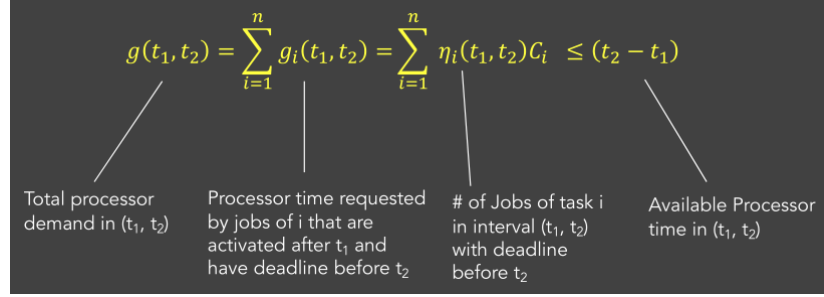 g(t₁, t₂) = ∑ᵢ₌₁ⁿ gᵢ(t₁, t₂) = ∑ᵢ₌₁ⁿ ηᵢ(t₁, t₂)Cᵢ ≤ (t₂ − t₁)
Total processor
demand in (t₁, t₂)
Processor time requested
by jobs of i that are
activated after t₁ and
have deadline before t₂
# of Jobs of task i
in interval (t₁, t₂)
with deadline
before t₂
Available Processor
time in (t₁, t₂)